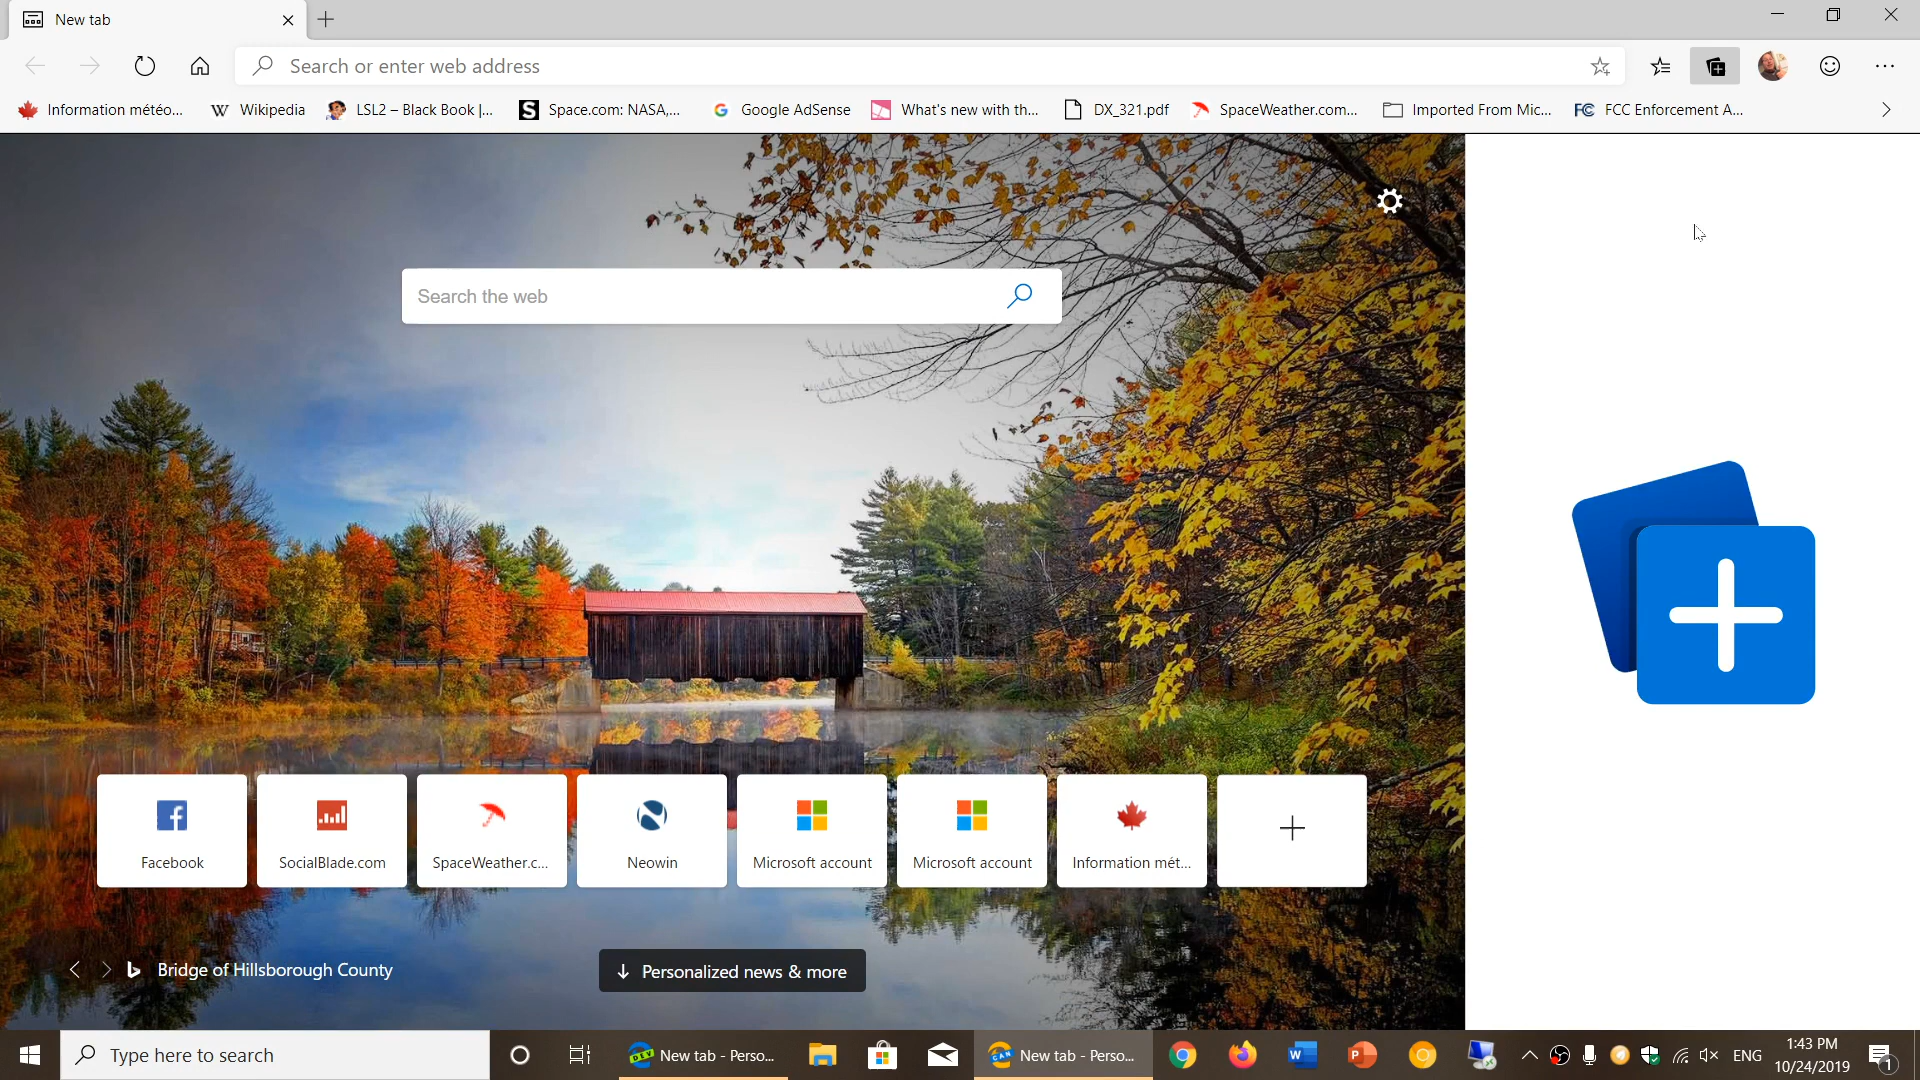 New tab
Search or enter web address
Information météo...
Wikipedia
LSL2 – Black Book |...
Space.com: NASA,...
Google AdSense
What's new with th...
DX_321.pdf
SpaceWeather.com...
Imported From Mic...
FCC Enforcement A...
Search the web
Facebook
SocialBlade.com
SpaceWeather.c...
Neowin
Microsoft account
Microsoft account
Information mét...
Bridge of Hillsborough County
Personalized news & more
Type here to search
New tab - Perso...
New tab - Perso...
ENG
1:43 PM
10/24/2019
1